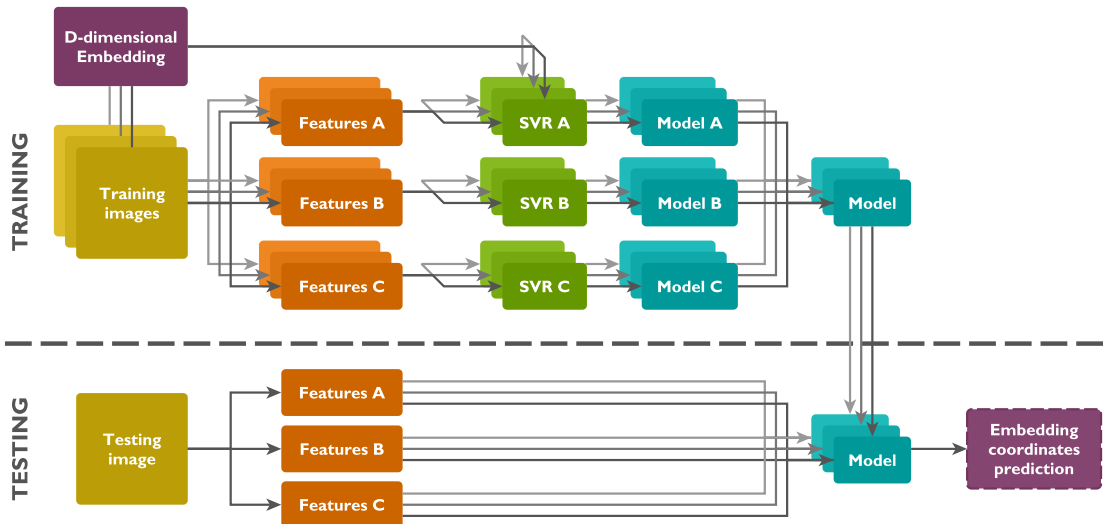 TRAINING
D-dimensional
Embedding
Training
images
Features A
SVR A
Model A
Features B
SVR B
Model B
Model
Features C
SVR C
Model C
TESTING
Testing
image
Features A
Features B
Features C
Model
Embedding
coordinates
prediction